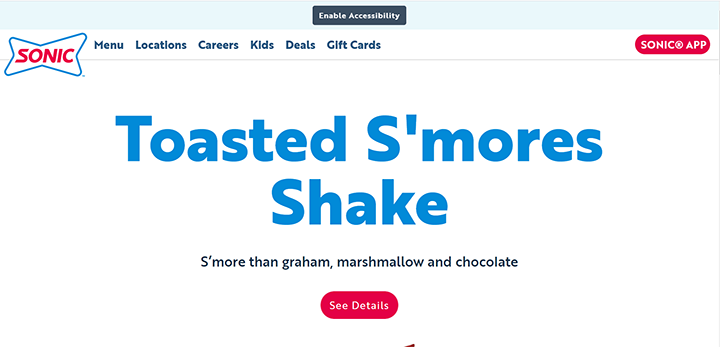 Enable Accessibility
SONIC
Menu Locations Careers Kids Deals Gift Cards
SONIC® APP
Toasted S'mores
Shake
S’more than graham, marshmallow and chocolate
See Details